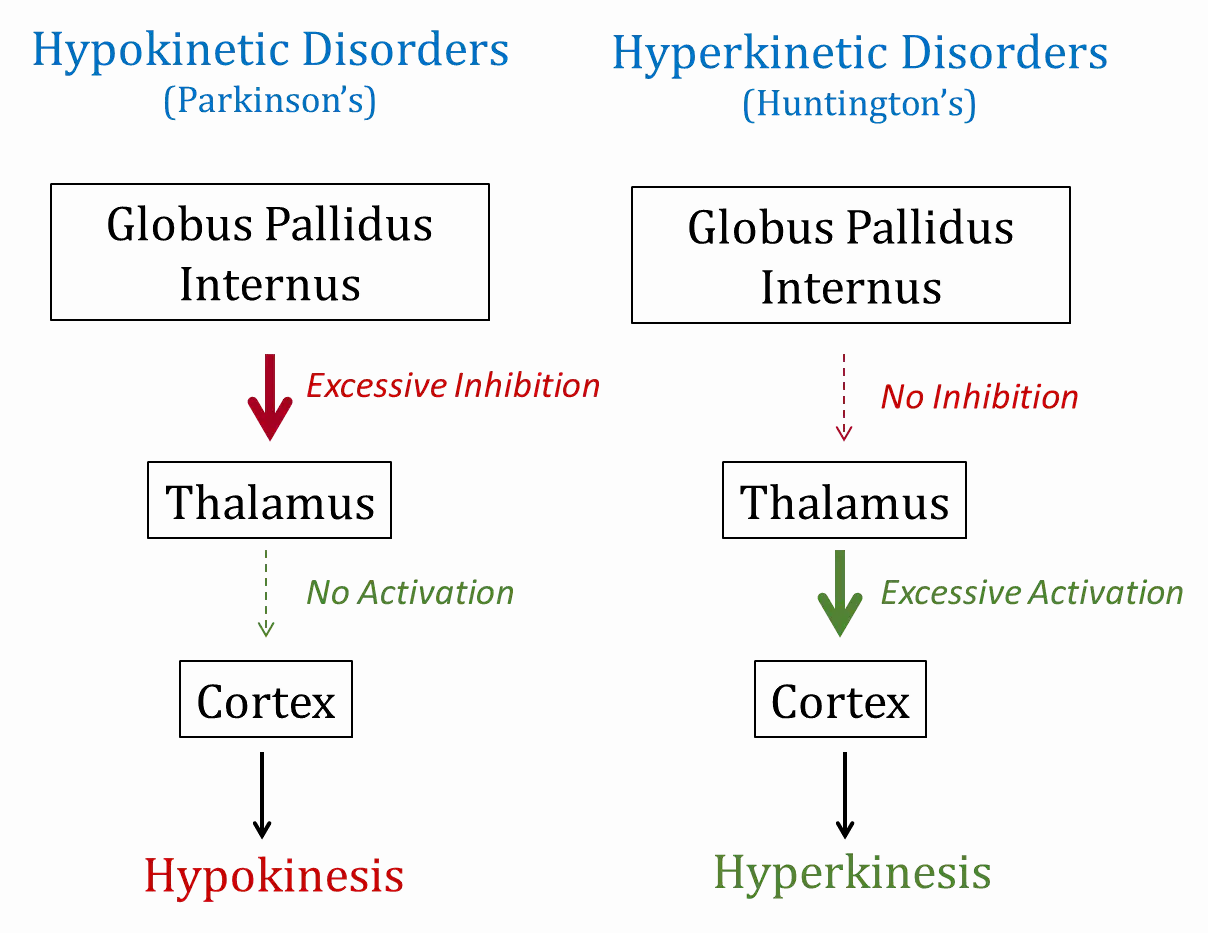 Hypokinetic Disorders
(Parkinson's)
Globus Pallidus
Internus
Excessive Inhibition
Thalamus
No Activation
Cortex
Hypokinesis
Hyperkinetic Disorders
(Huntington's)
Globus Pallidus
Internus
No Inhibition
Thalamus
Excessive Activation
Cortex
Hyperkinesis